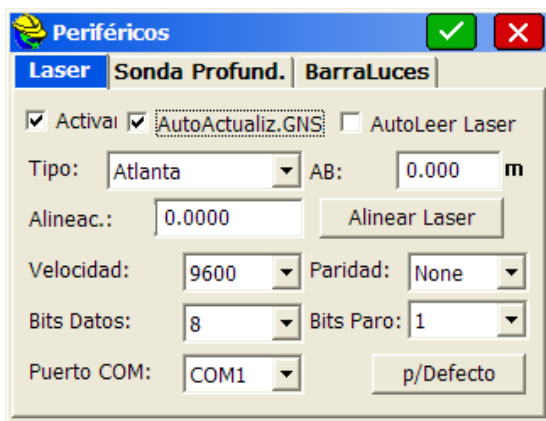 Periféricos
Laser Sonda Profund. BarraLuces
Activar AutoActualiz.GNS AutoLeer Laser
Tipo: Atlanta AB: 0.000 m
Alineac.: 0.0000 Alinear Laser
Velocidad: 9600 Paridad: None
Bits Datos: 8 Bits Paro: 1
Puerto COM: COM1 p/Defecto